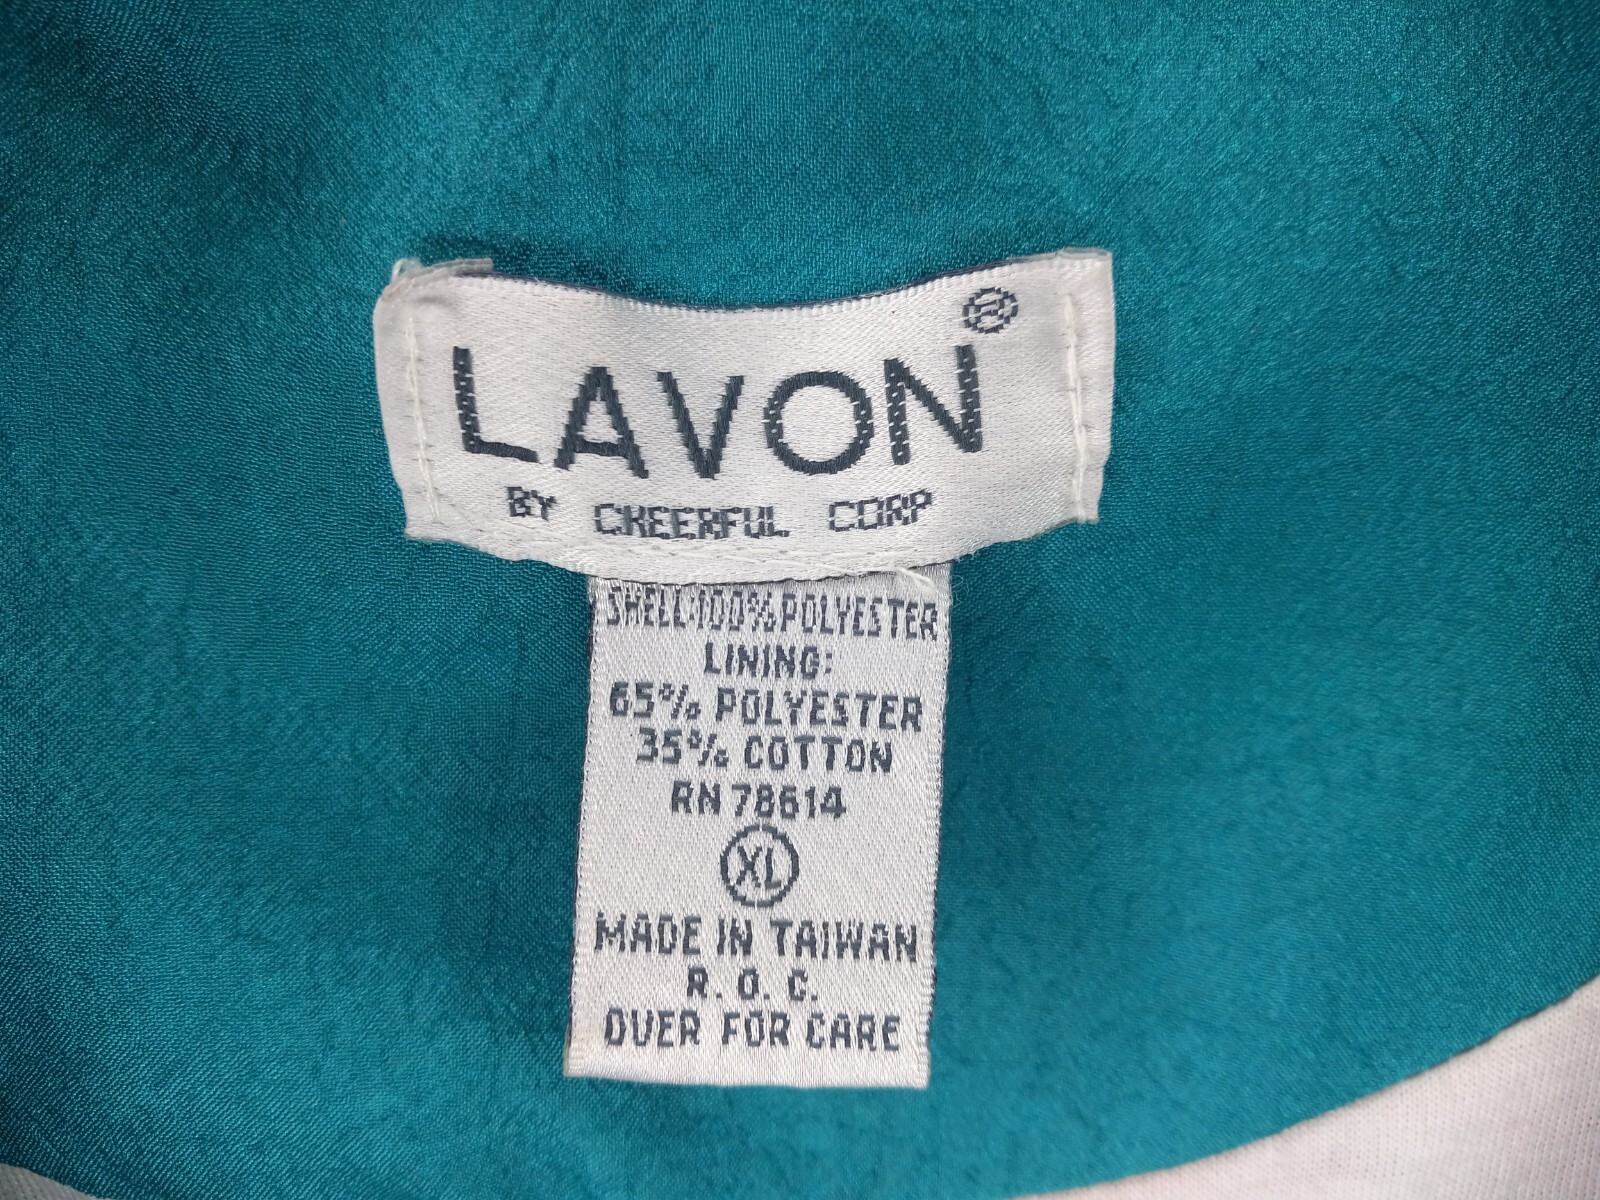 LAVON®
BY CHEERFUL CORP
SHELL:100% POLYESTER
LINING:
65% POLYESTER
35% COTTON
RN 78614
XL
MADE IN TAIWAN
R. O. C.
OVER FOR CARE